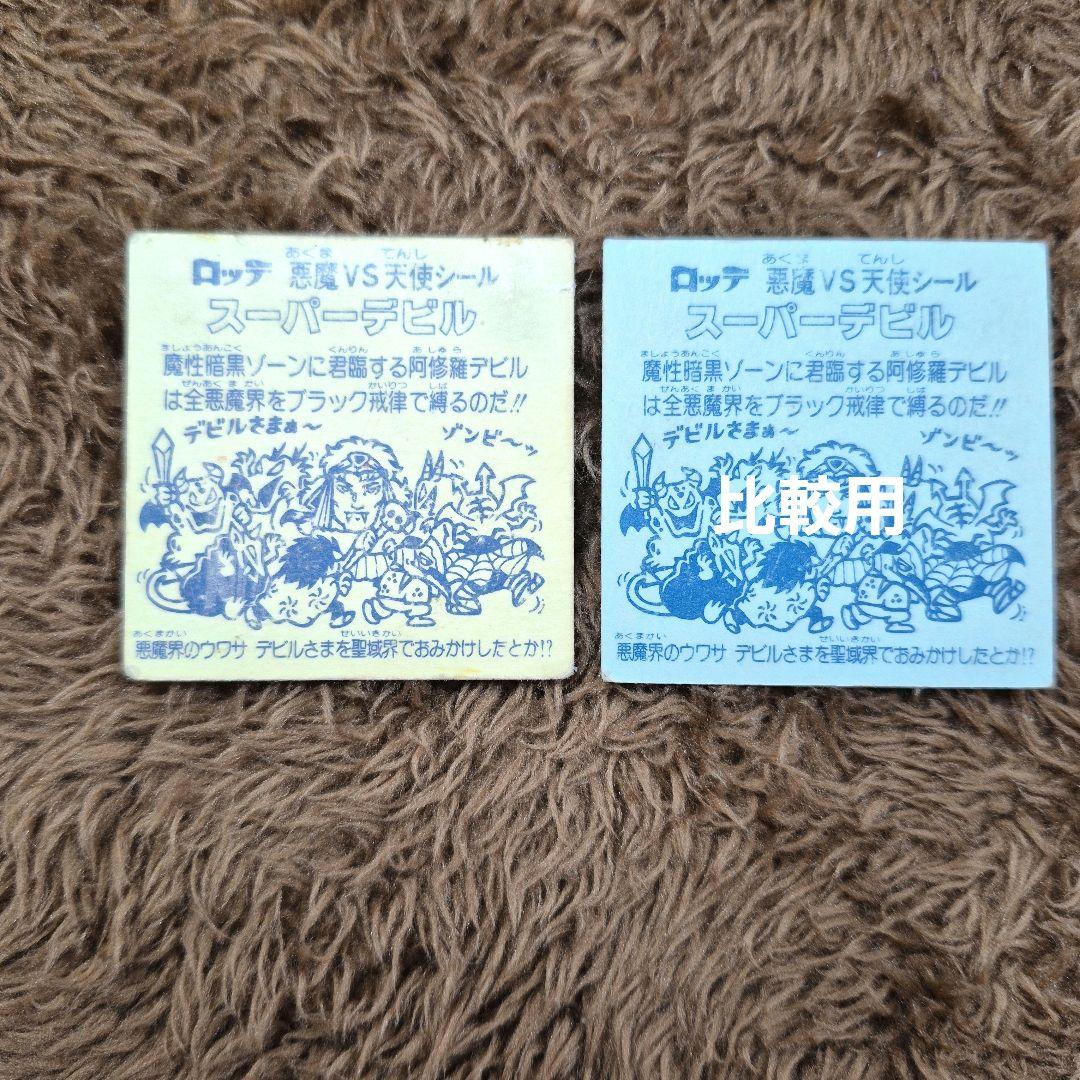 あくま てんし
ロッテ 悪魔VS天使シール
スーパーデビル
ましょうあんこく くんりん あしゅら
魔性暗黒ゾーンに君臨する阿修羅デビル
ぜんあくまかい かいりつ しば
は全悪魔界をブラック戒律で縛るのだ!!
デビルさまぁ〜 ゾンビ〜ッ
あくまかい せいいきかい
悪魔界のウワサ デビルさまを聖域界でおみかけしたとか!?
あくま てんし
ロッテ 悪魔VS天使シール
スーパーデビル
ましょうあんこく くんりん あしゅら
魔性暗黒ゾーンに君臨する阿修羅デビル
ぜんあくまかい かいりつ しば
は全悪魔界をブラック戒律で縛るのだ!!
デビルさまぁ〜 ゾンビ〜ッ
比較用
あくまかい せいいきかい
悪魔界のウワサ デビルさまを聖域界でおみかけしたとか!?